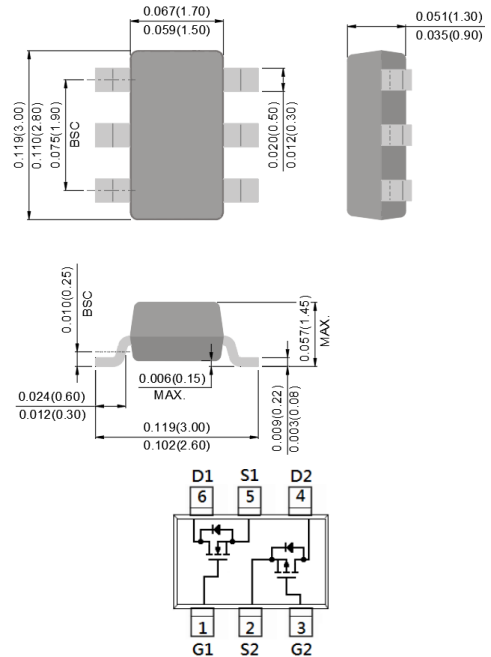 0.067(1.70)
0.059(1.50)
0.051(1.30)
0.035(0.90)
0.119(3.00)
0.110(2.80)
0.075(1.90)
BSC
0.020(0.50)
0.012(0.30)
0.010(0.25)
BSC
0.057(1.45)
MAX.
0.006(0.15)
MAX.
0.024(0.60)
0.012(0.30)
0.119(3.00)
0.102(2.60)
0.009(0.22)
0.003(0.08)
D1 S1 D2
6 5 4
1 2 3
G1 S2 G2